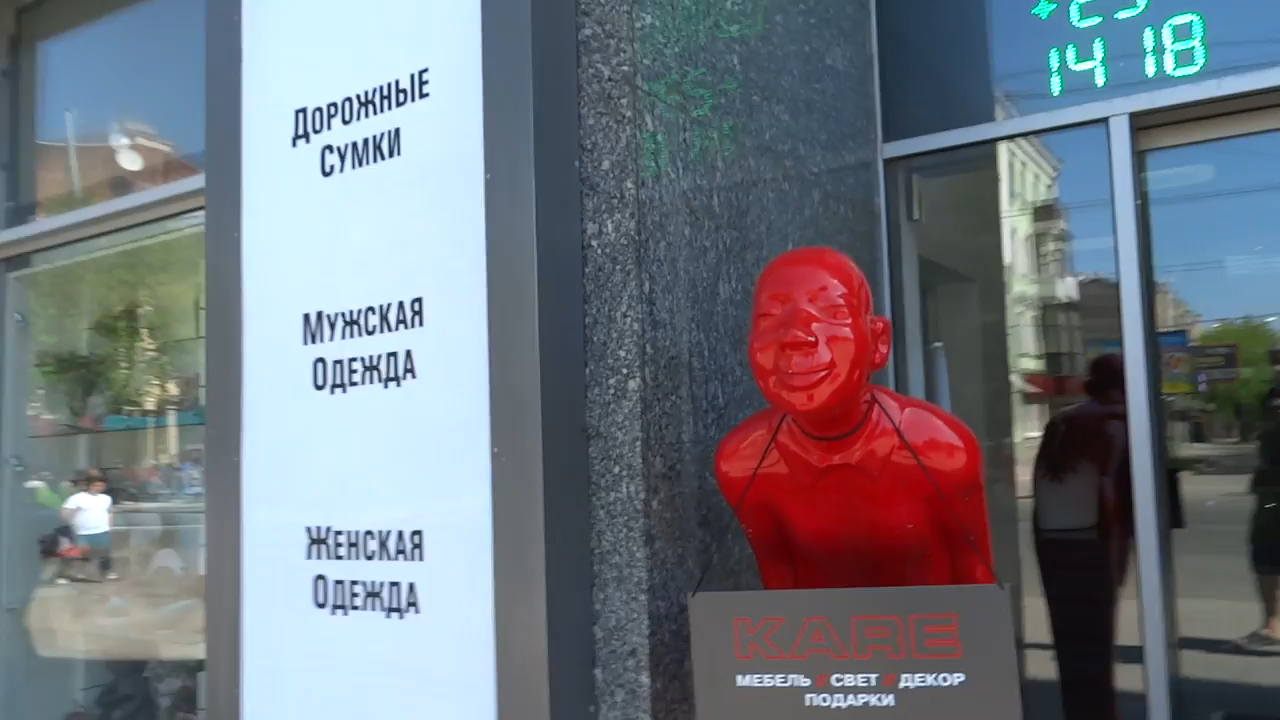 ДОРОЖНЫЕ
СУМКИ
МУЖСКАЯ
ОДЕЖДА
ЖЕНСКАЯ
ОДЕЖДА
14 18
KARE
МЕБЕЛЬ СВЕТ ДЕКОР
ПОДАРКИ